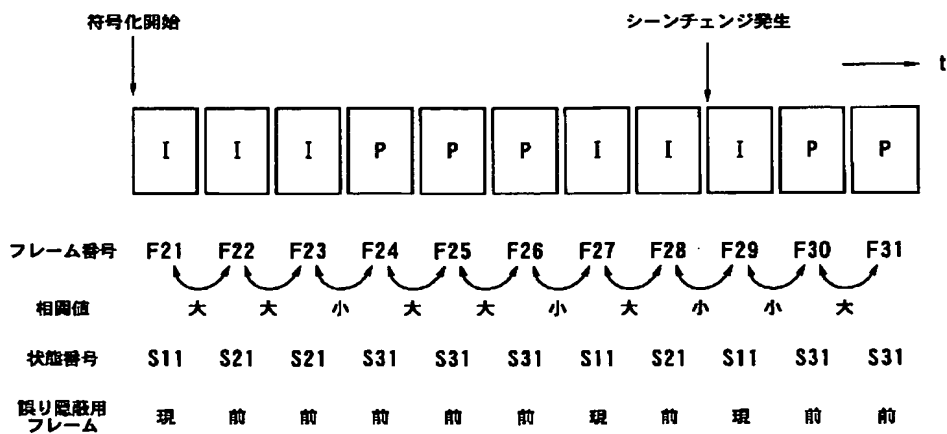 符号化開始 シーンチェンジ発生
t
I I I P P P I I I P P
フレーム番号 F21 F22 F23 F24 F25 F26 F27 F28 F29 F30 F31
相関値 大 大 小 大 大 小 大 小 小 大
状態番号 S11 S21 S21 S31 S31 S31 S11 S21 S11 S31 S31
誤り隠蔽用
フレーム 現 前 前 前 前 前 現 前 現 前 前